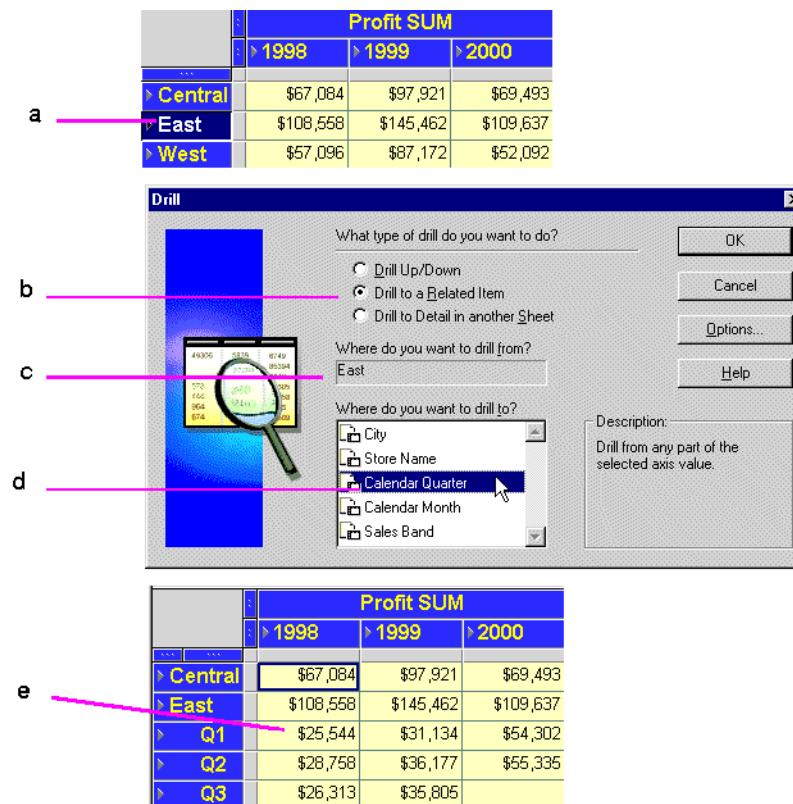 Profit SUM
1998 1999 2000
Central $67,084 $97,921 $69,493
a
East $108,558 $145,462 $109,637
West $57,096 $87,172 $52,092
Drill
What type of drill do you want to do?
OK
Drill Up/Down
b
Drill to a Related Item
Cancel
Drill to Detail in another Sheet
Options...
Where do you want to drill from?
c
East
Help
Where do you want to drill to?
City
Store Name
d
Calendar Quarter
Calendar Month
Sales Band
Description:
Drill from any part of the
selected axis value.
Profit SUM
1998 1999 2000
Central $67,084 $97,921 $69,493
e
East $108,558 $145,462 $109,637
Q1 $25,544 $31,134 $54,302
Q2 $28,758 $36,177 $55,335
Q3 $26,313 $35,805